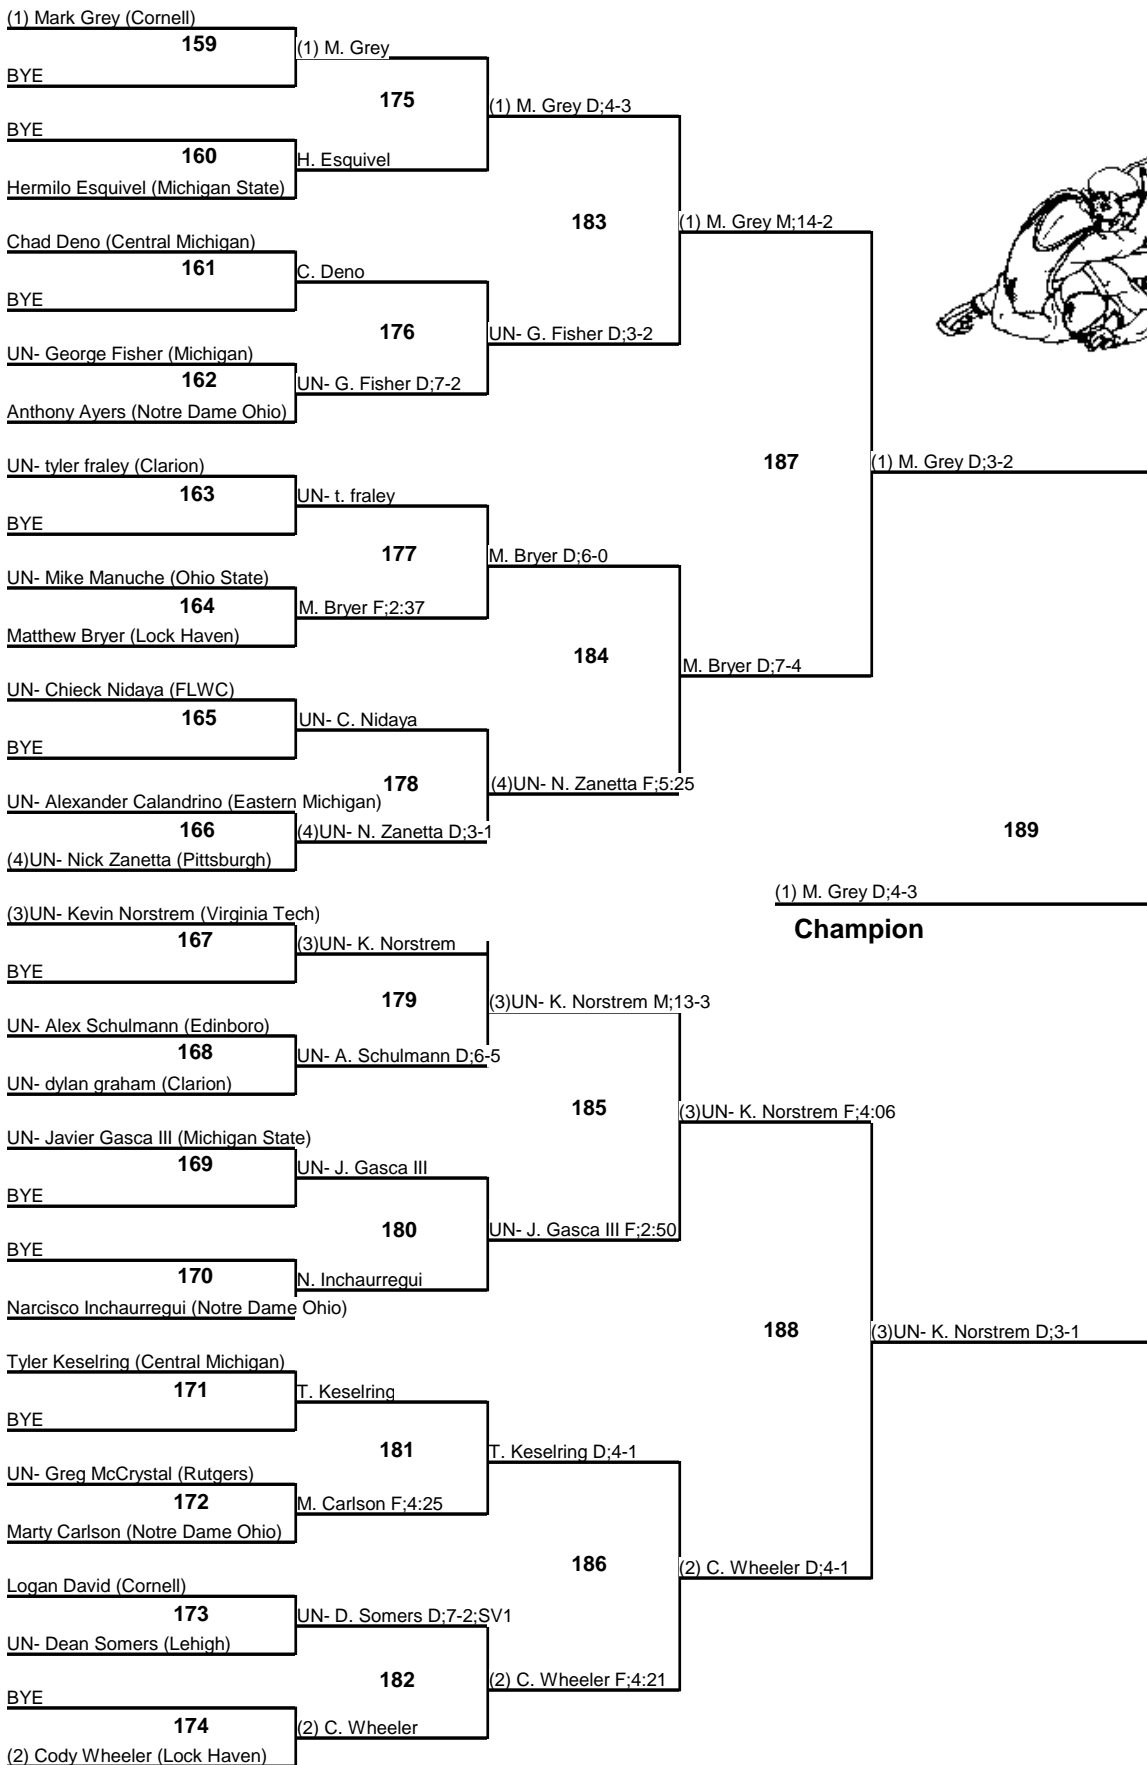 (1) Mark Grey (Cornell)
159
(1) M. Grey
BYE
175
(1) M. Grey D;4-3
BYE
160
H. Esquivel
Hermilo Esquivel (Michigan State)
183
(1) M. Grey M;14-2
Chad Deno (Central Michigan)
161
C. Deno
BYE
176
UN- G. Fisher D;3-2
UN- George Fisher (Michigan)
162
UN- G. Fisher D;7-2
Anthony Ayers (Notre Dame Ohio)
187
(1) M. Grey D;3-2
UN- tyler fraley (Clarion)
163
UN- t. fraley
BYE
177
M. Bryer D;6-0
UN- Mike Manuche (Ohio State)
164
M. Bryer F;2:37
Matthew Bryer (Lock Haven)
184
M. Bryer D;7-4
UN- Chieck Nidaya (FLWC)
165
UN- C. Nidaya
BYE
178
(4)UN- N. Zanetta F;5:25
UN- Alexander Calandrino (Eastern Michigan)
166
(4)UN- N. Zanetta D;3-1
(4)UN- Nick Zanetta (Pittsburgh)
189
(1) M. Grey D;4-3
Champion
(3)UN- Kevin Norstrem (Virginia Tech)
167
(3)UN- K. Norstrem
BYE
179
(3)UN- K. Norstrem M;13-3
UN- Alex Schulmann (Edinboro)
168
UN- A. Schulmann D;6-5
UN- dylan graham (Clarion)
185
(3)UN- K. Norstrem F;4:06
UN- Javier Gasca III (Michigan State)
169
UN- J. Gasca III
BYE
180
UN- J. Gasca III F;2:50
BYE
170
N. Inchaurregui
Narcisco Inchaurregui (Notre Dame Ohio)
188
(3)UN- K. Norstrem D;3-1
Tyler Keselring (Central Michigan)
171
T. Keselring
BYE
181
T. Keselring D;4-1
UN- Greg McCrystal (Rutgers)
172
M. Carlson F;4:25
Marty Carlson (Notre Dame Ohio)
186
(2) C. Wheeler D;4-1
Logan David (Cornell)
173
UN- D. Somers D;7-2;SV1
UN- Dean Somers (Lehigh)
182
(2) C. Wheeler F;4:21
BYE
174
(2) C. Wheeler
(2) Cody Wheeler (Lock Haven)